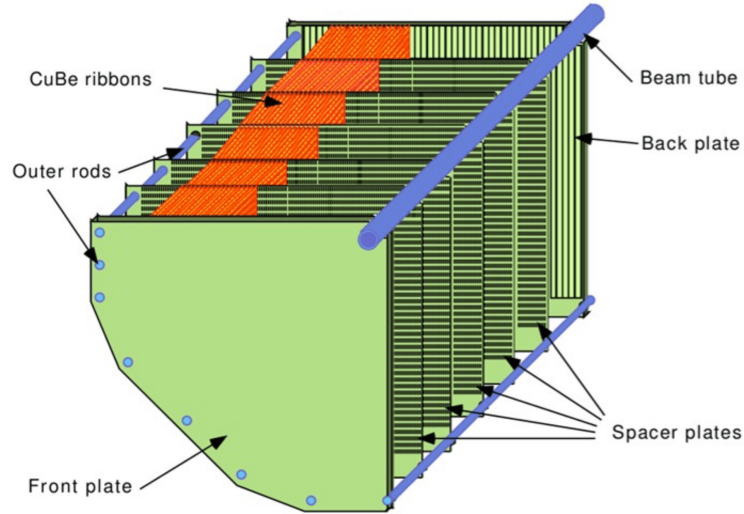 CuBe ribbons
Beam tube
Back plate
Outer rods
Spacer plates
Front plate